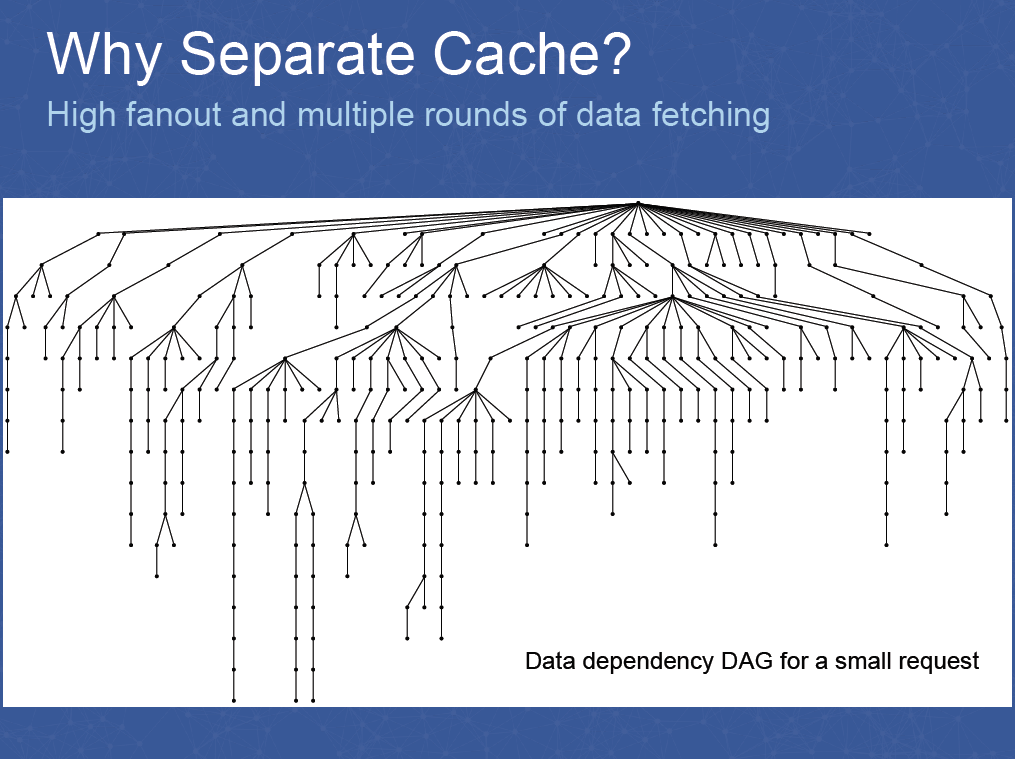 Why Separate Cache?
High fanout and multiple rounds of data fetching
Data dependency DAG for a small request